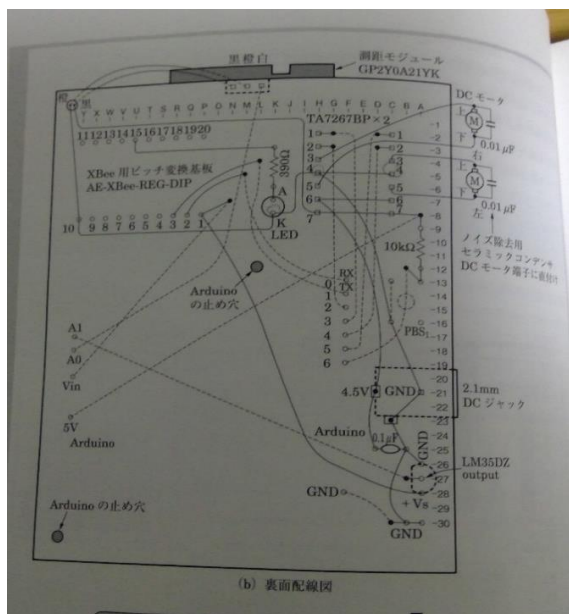 黒橙白
測距モジュール
GP2Y0A21YK
橙
黒
Y X W V U T S R Q P O N M L K J I H G F E D C B A
TA7267BP×2
DCモータ
上
M
下
0.01μF
右
上
M
下
0.01μF
左
ノイズ除去用
セラミックコンデンサ
DCモータ端子に直付け
11 12 13 14 15 16 17 18 19 20
XBee用ピッチ変換基板
AE-XBee-REG-DIP
10 9 8 7 6 5 4 3 2 1
390Ω
A
K
LED
1 2 3 4 5 6 7
1 2 3 4 5 6 7
10kΩ
Arduino
の止め穴
RX
TX
0
1
2
3
4
5
6
PBS₁
-1
-2
-3
-4
-5
-6
-7
-8
-9
-10
-11
-12
-13
-14
-15
-16
-17
-18
-19
-20
-21
-22
-23
-24
-25
-26
-27
-28
-29
-30
A1
A0
Vin
5V
Arduino
4.5V
GND
2.1mm
DCジャック
Arduino
0.1μF
GND
LM35DZ
output
+Vs
GND
GND
Arduinoの止め穴
(b) 裏面配線図